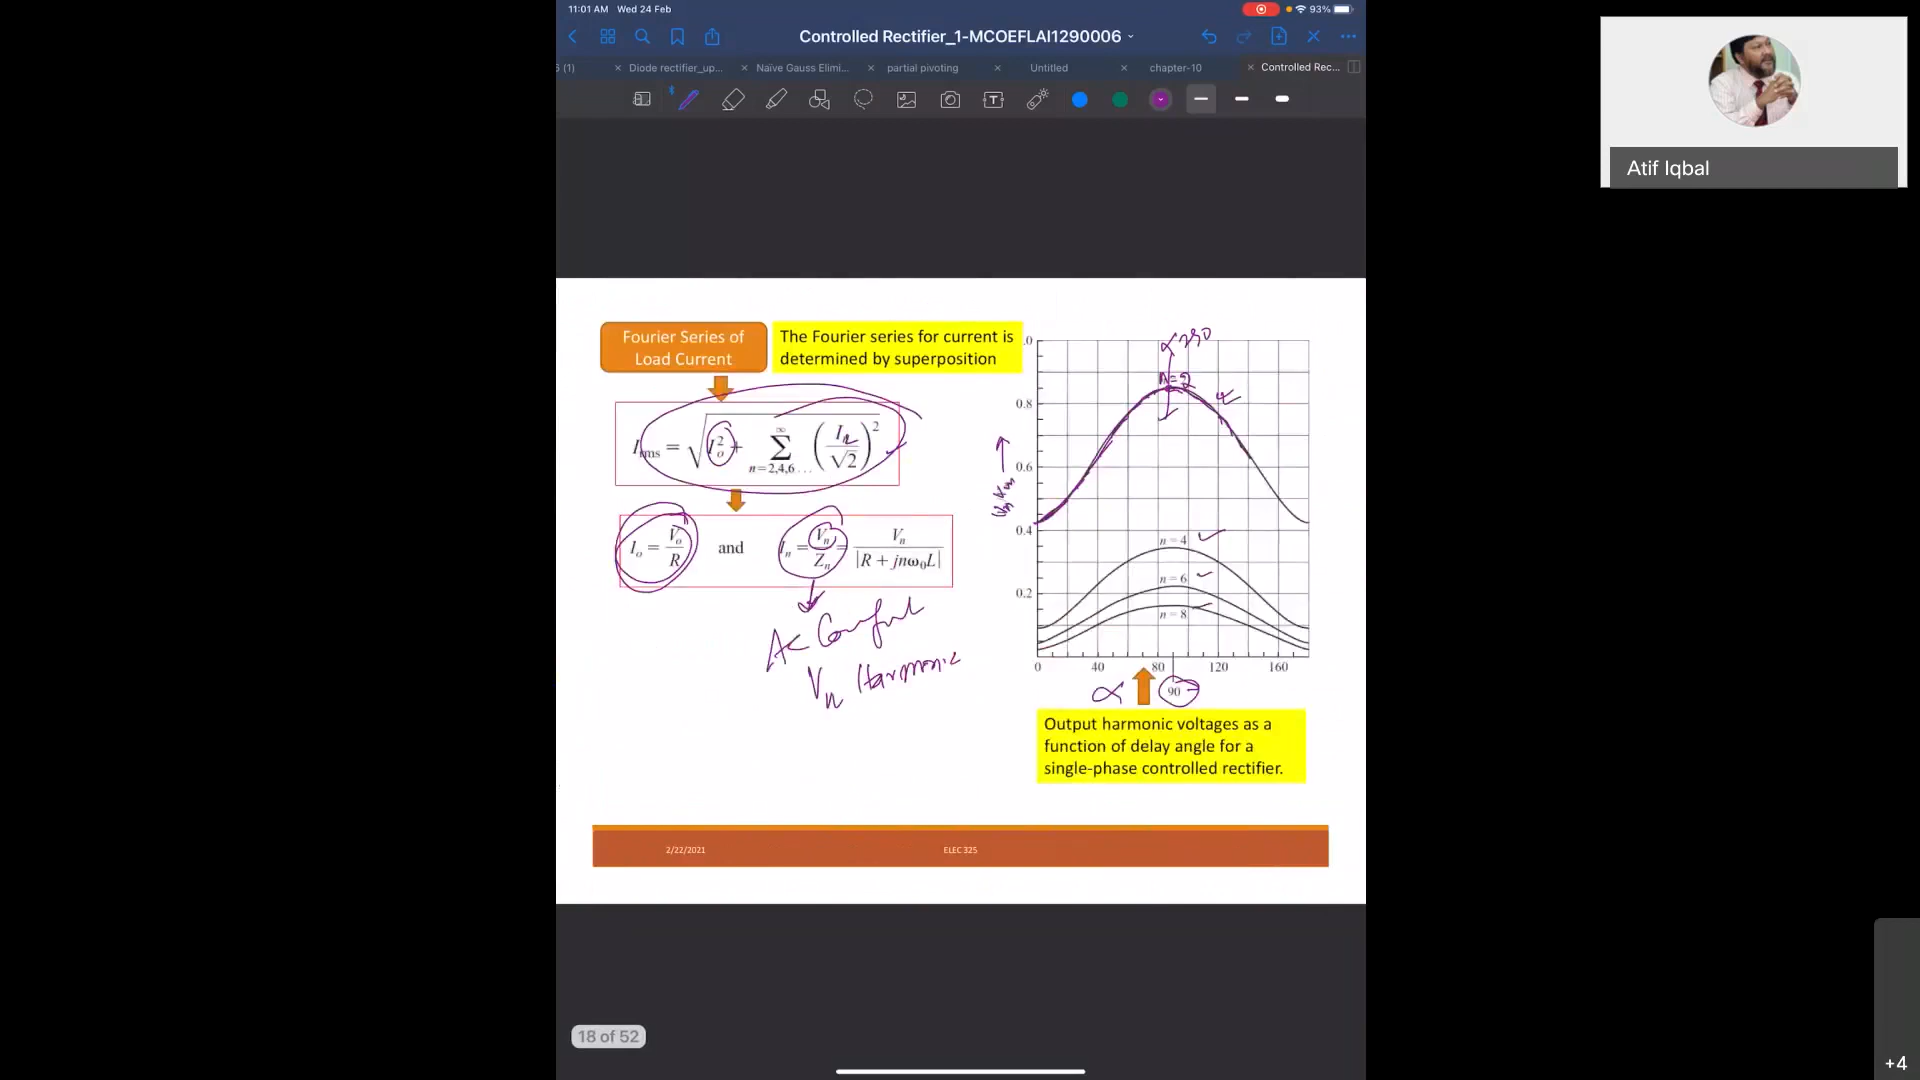 11:01 AM Wed 24 Feb
93%
Controlled Rectifier_1-MCOEFLAI1290006
(1)
Diode rectifier_up...
Naïve Gauss Elimi...
partial pivoting
Untitled
chapter-10
Controlled Rec...
Atif Iqbal
Fourier Series of
Load Current
The Fourier series for current is
determined by superposition
I_rms = √(I_o^2 + ∑_{n=2,4,6...}^∞ (I_n/√2)^2)
I_o = V_o/R and I_n = V_n/Z_n = V_n/|R + jnω_0L|
AC
V_n Harmonic
.0
0.8
0.6
0.4
0.2
n=2
n = 4
n = 6
n = 8
0 40 80 120 160
α 90
Output harmonic voltages as a
function of delay angle for a
single-phase controlled rectifier.
2/22/2021 ELEC 325
18 of 52
+4